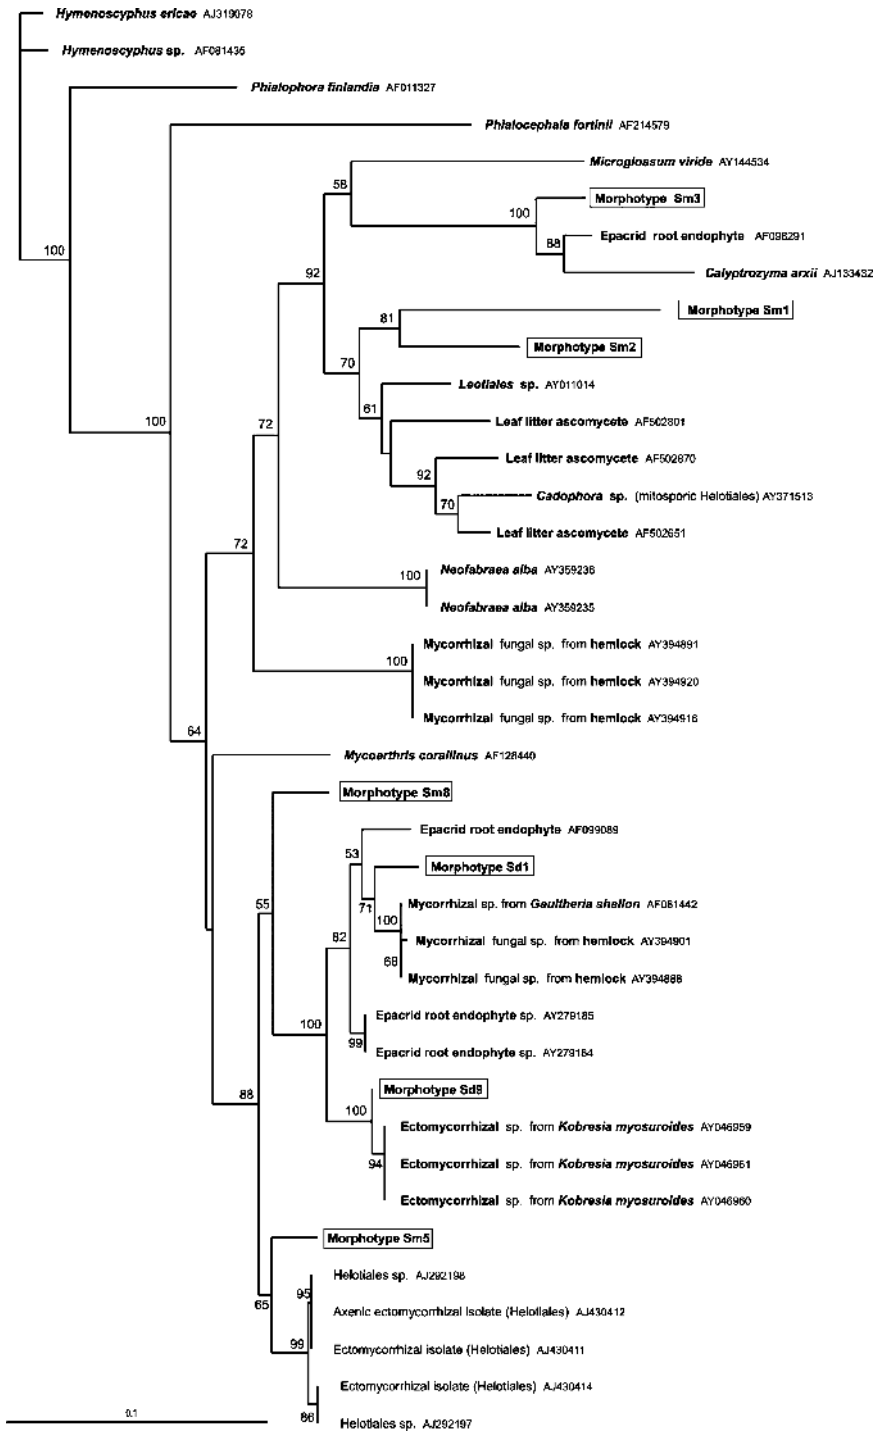 Hymenoscyphus ericae AJ319078
Hymenoscyphus sp. AF081435
Phialophora finlandia AF011327
Phialocephala fortinii AF214579
Microglossum viride AY144534
58
Morphotype Sm3
100
Epacrid root endophyte AF098291
88
100
Calyptrozyma arxii AJ133432
92
Morphotype Sm1
81
Morphotype Sm2
70
Leotiales sp. AY011014
61
Leaf litter ascomycete AF502801
100
72
Leaf litter ascomycete AF502870
92
Cadophora sp. (mitosporic Helotiales) AY371513
70
Leaf litter ascomycete AF502651
72
Neofabraea alba AY359236
100
Neofabraea alba AY359235
Mycorrhizal fungal sp. from hemlock AY394891
100
Mycorrhizal fungal sp. from hemlock AY394920
Mycorrhizal fungal sp. from hemlock AY394916
64
Mycoarthris corallinus AF128440
Morphotype Sm8
Epacrid root endophyte AF099089
53
Morphotype Sd1
55
71
Mycorrhizal sp. from Gaultheria shallon AF081442
100
82
Mycorrhizal fungal sp. from hemlock AY394901
68
Mycorrhizal fungal sp. from hemlock AY394888
Epacrid root endophyte sp. AY279185
100
99
Epacrid root endophyte sp. AY279184
88
Morphotype Sd9
100
Ectomycorrhizal sp. from Kobresia myosuroides AY046959
94
Ectomycorrhizal sp. from Kobresia myosuroides AY046961
Ectomycorrhizal sp. from Kobresia myosuroides AY046960
Morphotype Sm5
Helotiales sp. AJ292198
95
65
Axenic ectomycorrhizal isolate (Helotiales) AJ430412
99
Ectomycorrhizal isolate (Helotiales) AJ430411
Ectomycorrhizal isolate (Helotiales) AJ430414
0.1
86
Helotiales sp. AJ292197